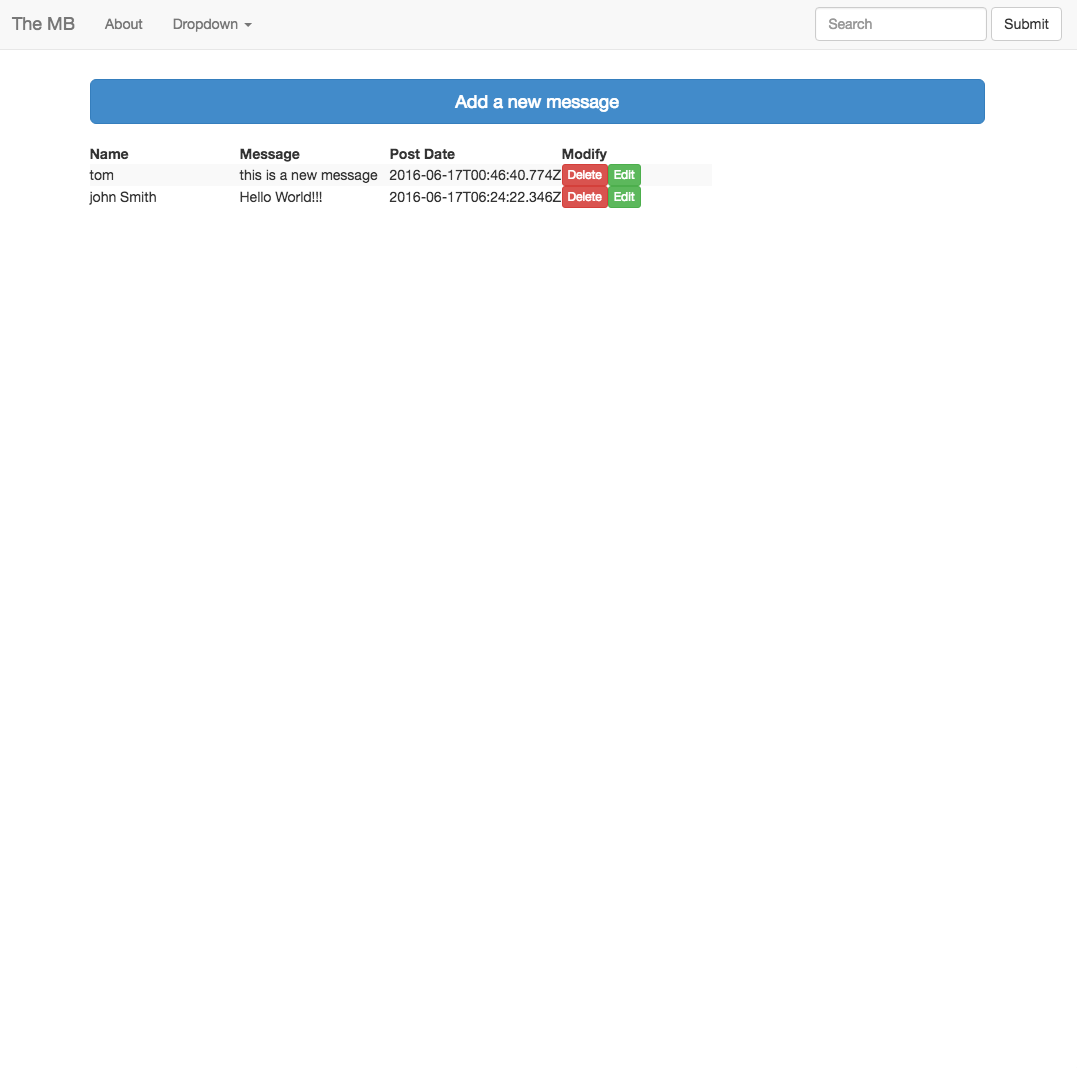 The MB About Dropdown Search Submit
Add a new message
Name Message Post Date Modify
tom this is a new message 2016-06-17T00:46:40.774Z Delete Edit
john Smith Hello World!!! 2016-06-17T06:24:22.346Z Delete Edit